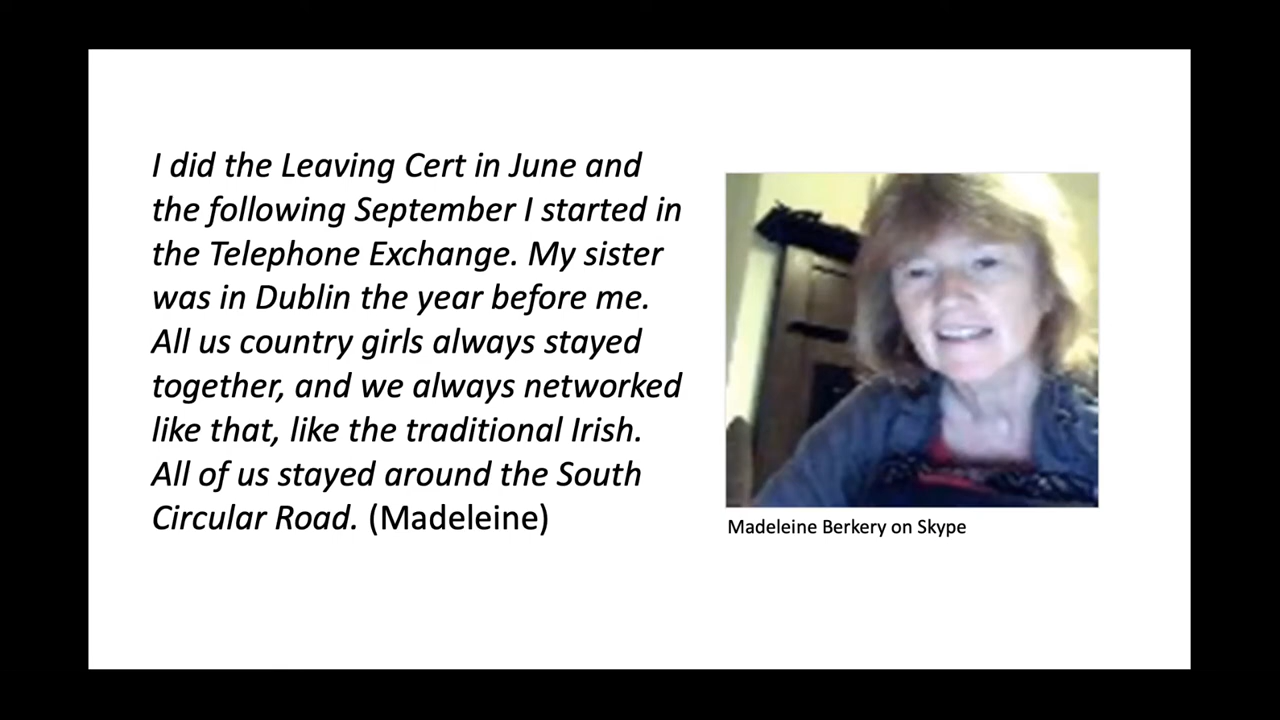 I did the Leaving Cert in June and
the following September I started in
the Telephone Exchange. My sister
was in Dublin the year before me.
All us country girls always stayed
together, and we always networked
like that, like the traditional Irish.
All of us stayed around the South
Circular Road. (Madeleine)
Madeleine Berkery on Skype